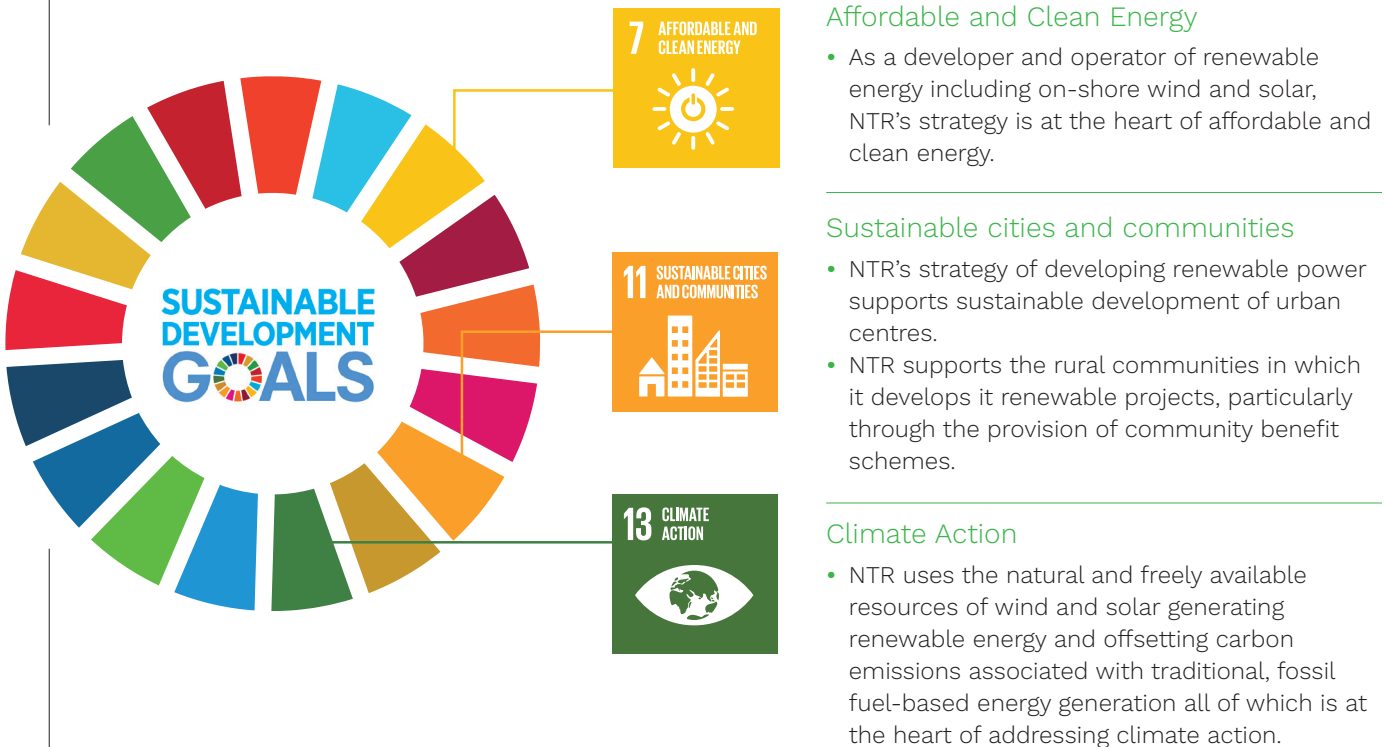 SUSTAINABLE
DEVELOPMENT
GOALS
7 AFFORDABLE AND
CLEAN ENERGY
Affordable and Clean Energy
• As a developer and operator of renewable
energy including on-shore wind and solar,
NTR’s strategy is at the heart of affordable and
clean energy.
11 SUSTAINABLE CITIES
AND COMMUNITIES
Sustainable cities and communities
• NTR’s strategy of developing renewable power
supports sustainable development of urban
centres.
• NTR supports the rural communities in which
it develops it renewable projects, particularly
through the provision of community benefit
schemes.
13 CLIMATE
ACTION
Climate Action
• NTR uses the natural and freely available
resources of wind and solar generating
renewable energy and offsetting carbon
emissions associated with traditional, fossil
fuel-based energy generation all of which is at
the heart of addressing climate action.